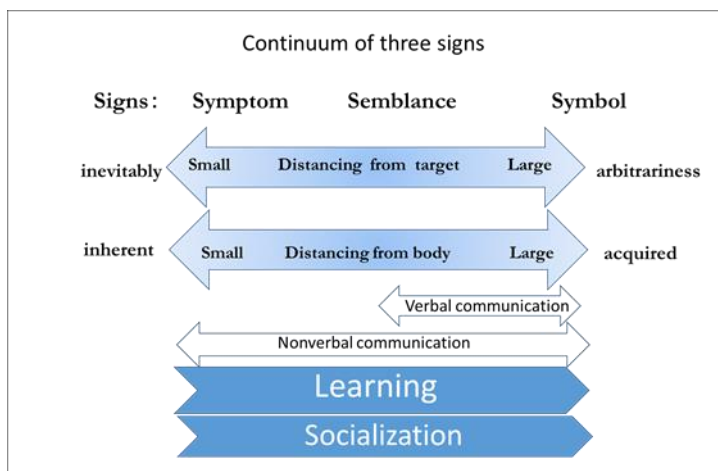 Continuum of three signs
Signs: Symptom Semblance Symbol
inevitably Small Distancing from target Large arbitrariness
inherent Small Distancing from body Large acquired
Verbal communication
Nonverbal communication
Learning
Socialization